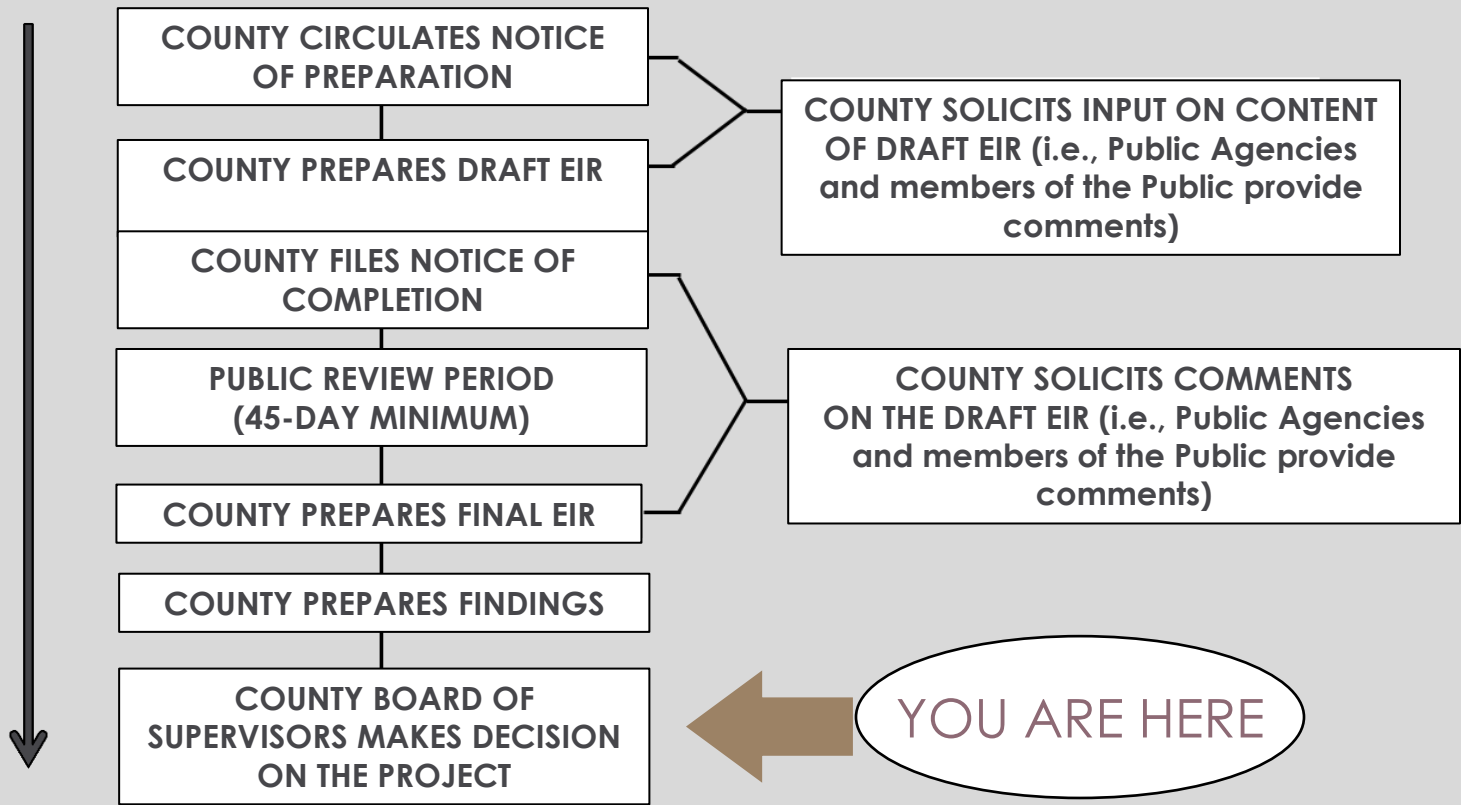 COUNTY CIRCULATES NOTICE
OF PREPARATION
COUNTY SOLICITS INPUT ON CONTENT
OF DRAFT EIR (i.e., Public Agencies
and members of the Public provide
comments)
COUNTY PREPARES DRAFT EIR
COUNTY FILES NOTICE OF
COMPLETION
PUBLIC REVIEW PERIOD
(45-DAY MINIMUM)
COUNTY SOLICITS COMMENTS
ON THE DRAFT EIR (i.e., Public Agencies
and members of the Public provide
comments)
COUNTY PREPARES FINAL EIR
COUNTY PREPARES FINDINGS
COUNTY BOARD OF
SUPERVISORS MAKES DECISION
ON THE PROJECT
YOU ARE HERE